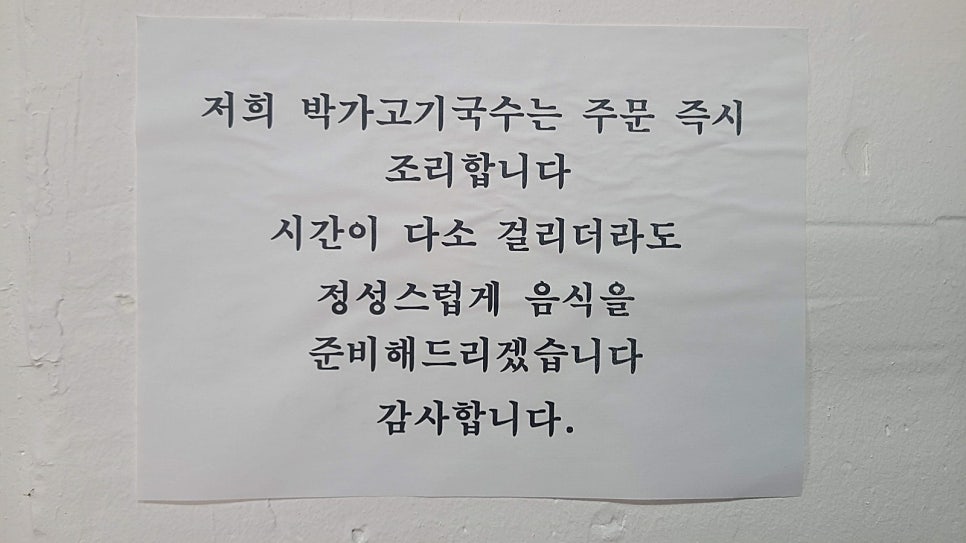 저희 박가고기국수는 주문 즉시
조리합니다
시간이 다소 걸리더라도
정성스럽게 음식을
준비해드리겠습니다
감사합니다.